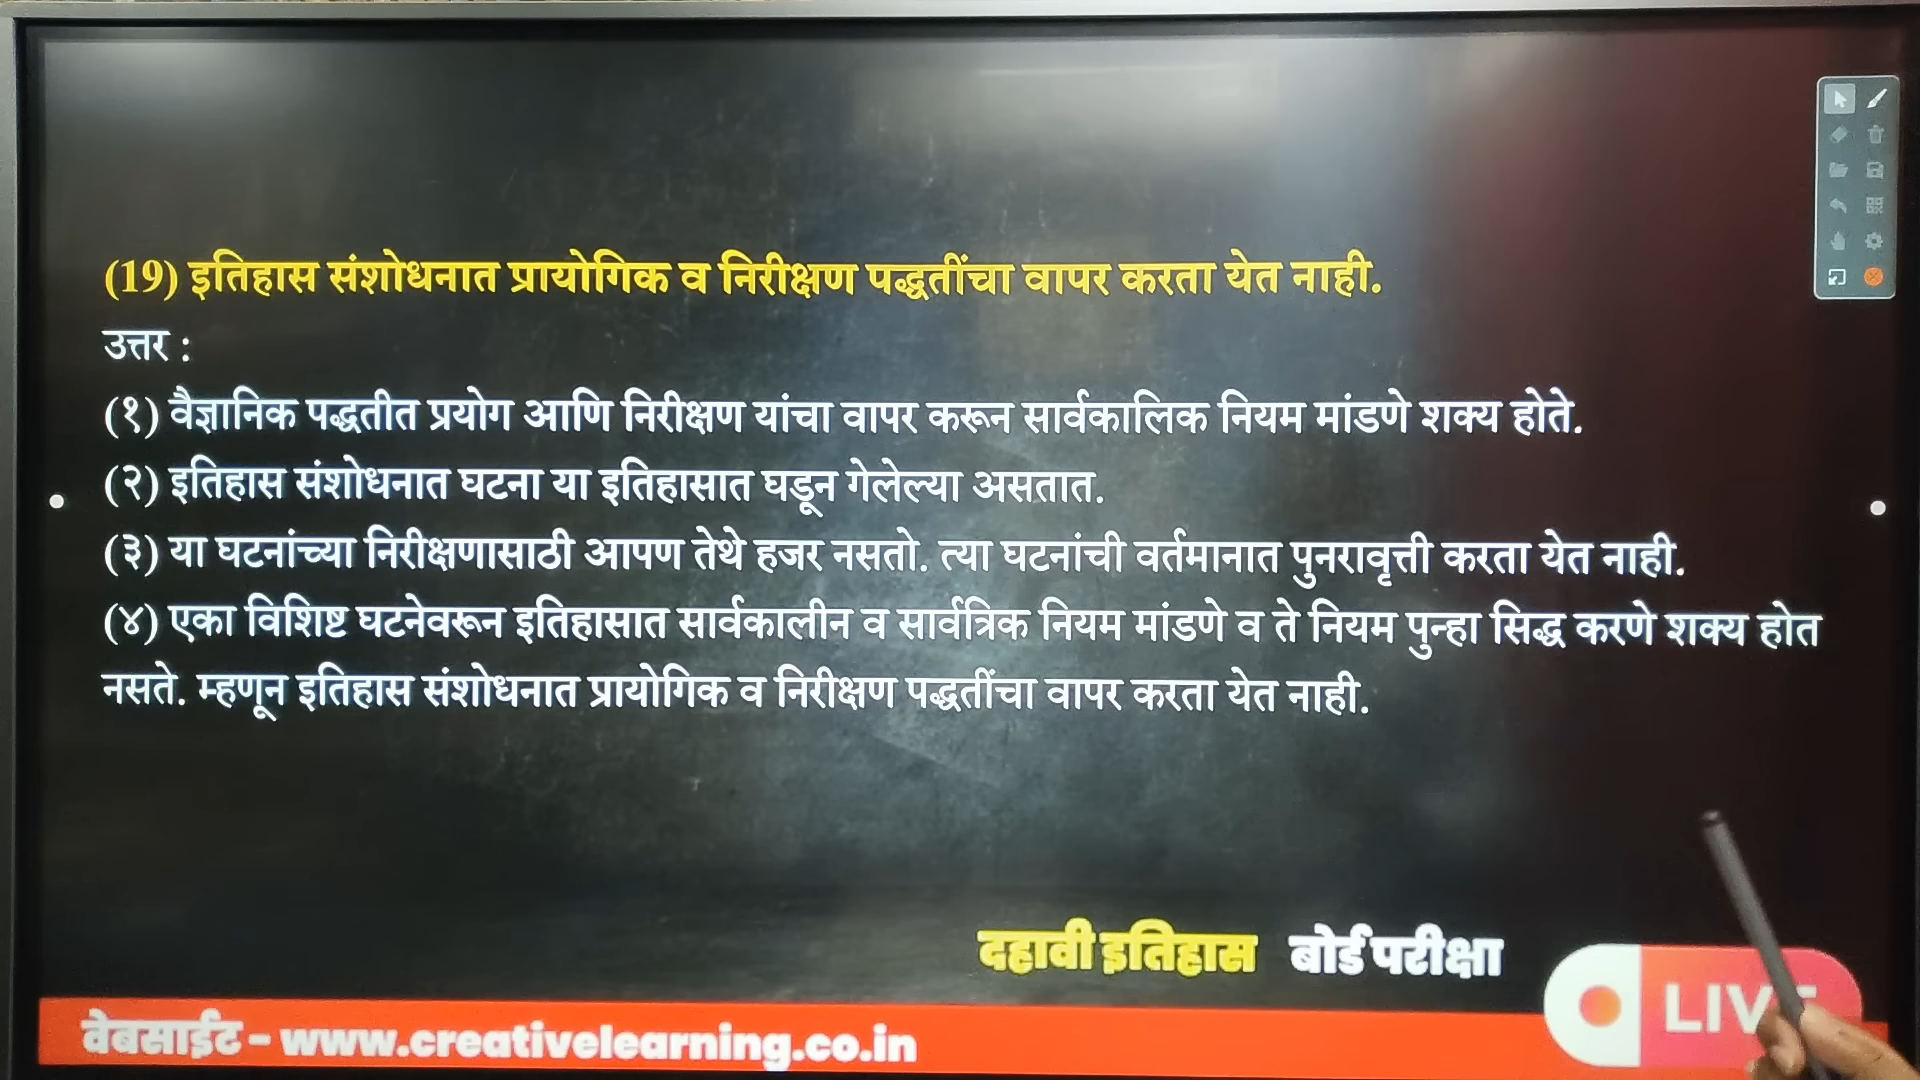 (19) इतिहास संशोधनात प्रायोगिक व निरीक्षण पद्धतींचा वापर करता येत नाही.
उत्तर :
(१) वैज्ञानिक पद्धतीत प्रयोग आणि निरीक्षण यांचा वापर करून सार्वकालिक नियम मांडणे शक्य होते.
(२) इतिहास संशोधनात घटना या इतिहासात घडून गेलेल्या असतात.
(३) या घटनांच्या निरीक्षणासाठी आपण तेथे हजर नसतो. त्या घटनांची वर्तमानात पुनरावृत्ती करता येत नाही.
(४) एका विशिष्ट घटनेवरून इतिहासात सार्वकालीन व सार्वत्रिक नियम मांडणे व ते नियम पुन्हा सिद्ध करणे शक्य होत
नसते. म्हणून इतिहास संशोधनात प्रायोगिक व निरीक्षण पद्धतींचा वापर करता येत नाही.
दहावी इतिहास बोर्ड परीक्षा
वेबसाईट - www.creativelearning.co.in